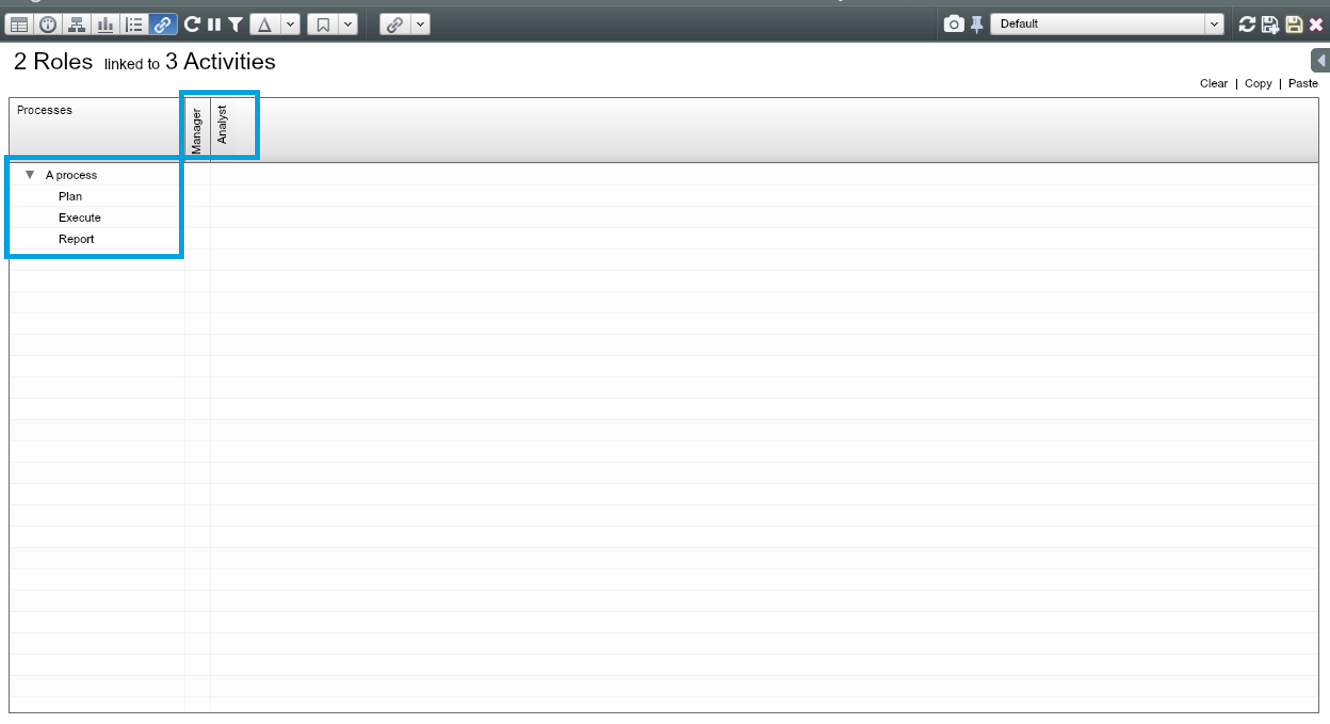 Default
2 Roles linked to 3 Activities
Clear | Copy | Paste
Processes
Manager
Analyst
A process
Plan
Execute
Report